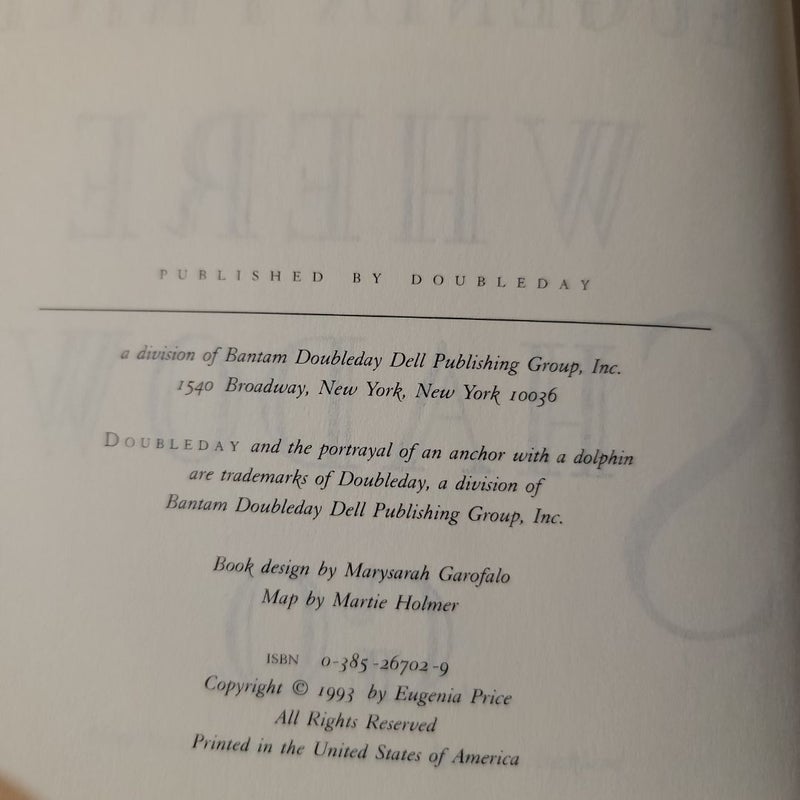 PUBLISHED BY DOUBLEDAY
a division of Bantam Doubleday Dell Publishing Group, Inc.
1540 Broadway, New York, New York 10036
DOUBLEDAY and the portrayal of an anchor with a dolphin
are trademarks of Doubleday, a division of
Bantam Doubleday Dell Publishing Group, Inc.
Book design by Marysarah Garofalo
Map by Martie Holmer
ISBN 0-385-26702-9
Copyright © 1993 by Eugenia Price
All Rights Reserved
Printed in the United States of America